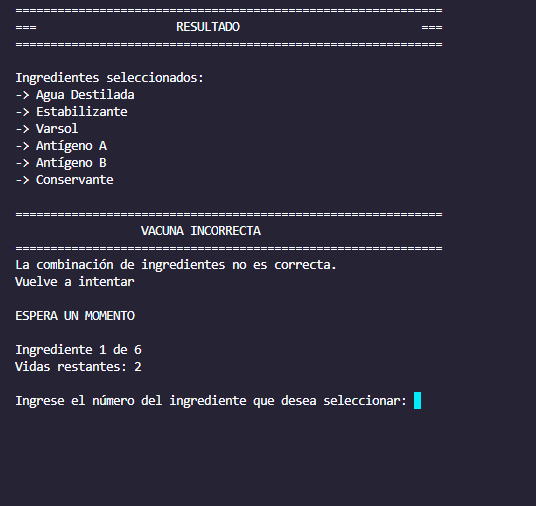 =============================================================
===                    RESULTADO                          ===
=============================================================
Ingredientes seleccionados:
-> Agua Destilada
-> Estabilizante
-> Varsol
-> Antígeno A
-> Antígeno B
-> Conservante
=============================================================
                  VACUNA INCORRECTA
=============================================================
La combinación de ingredientes no es correcta.
Vuelve a intentar
ESPERA UN MOMENTO
Ingrediente 1 de 6
Vidas restantes: 2
Ingrese el número del ingrediente que desea seleccionar: